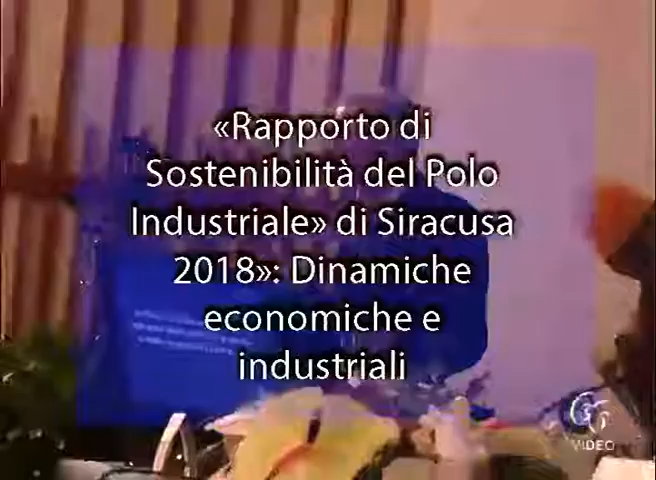 «Rapporto di
Sostenibilità del Polo
Industriale» di Siracusa
2018»: Dinamiche
economiche e
industriali
VIDEO